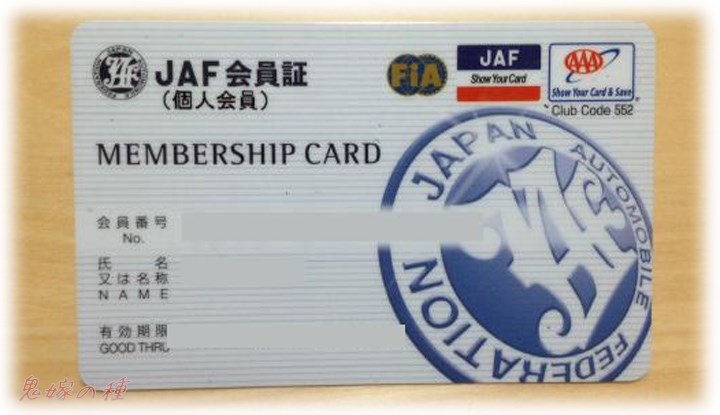 JAF会員証
(個人会員)
FiA
JAF
Show Your Card
AAA
Show Your Card & Save
Club Code 552
MEMBERSHIP CARD
JAPAN AUTOMOBILE FEDERATION
会員番号
No.
氏 名
又は名称
NAME
有効期限
GOOD THRU
鬼嫁の種